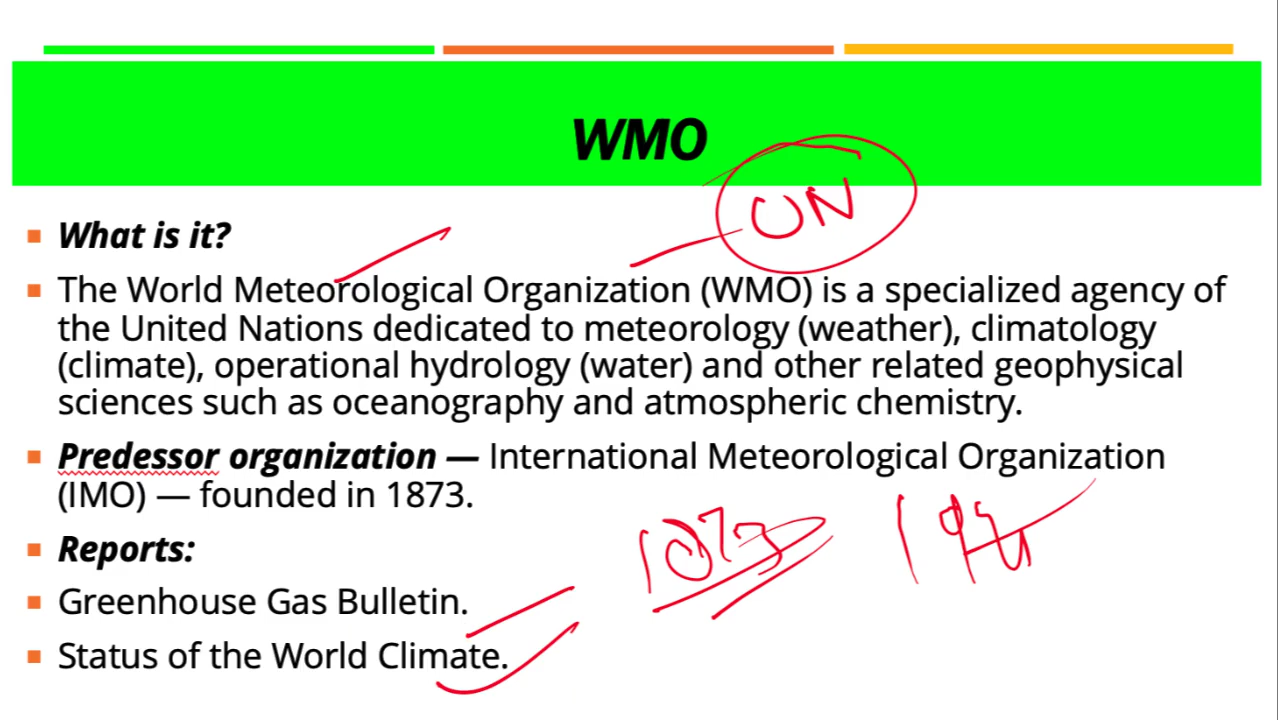 WMO
UN
What is it?
The World Meteorological Organization (WMO) is a specialized agency of
the United Nations dedicated to meteorology (weather), climatology
(climate), operational hydrology (water) and other related geophysical
sciences such as oceanography and atmospheric chemistry.
Predessor organization — International Meteorological Organization
(IMO) — founded in 1873.
1873
Reports:
Greenhouse Gas Bulletin.
Status of the World Climate.